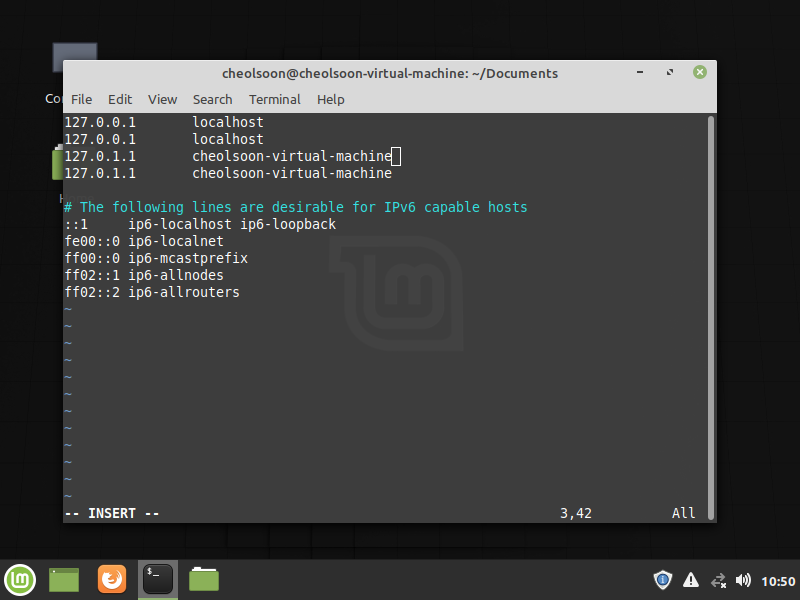 cheolsoon@cheolsoon-virtual-machine: ~/Documents
File Edit View Search Terminal Help
127.0.0.1       localhost
127.0.0.1       localhost
127.0.1.1       cheolsoon-virtual-machine
127.0.1.1       cheolsoon-virtual-machine
# The following lines are desirable for IPv6 capable hosts
::1     ip6-localhost ip6-loopback
fe00::0 ip6-localnet
ff00::0 ip6-mcastprefix
ff02::1 ip6-allnodes
ff02::2 ip6-allrouters
~
~
~
~
~
~
~
~
~
~
~
~
-- INSERT --                                                  3,42          All
10:50